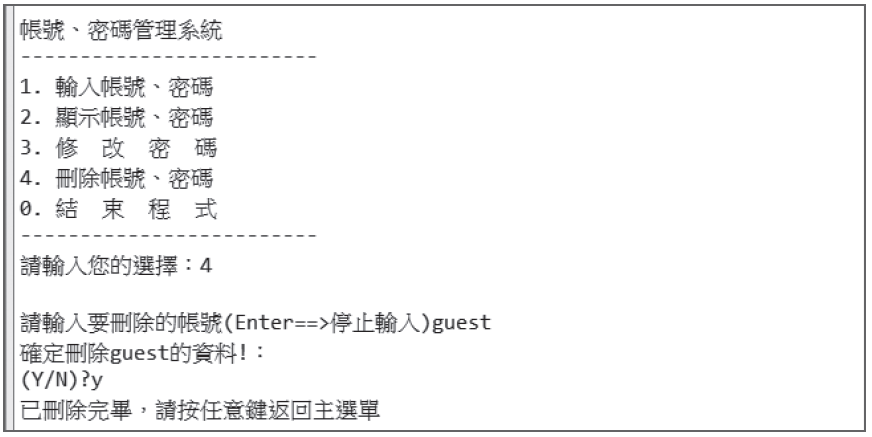 帳號、密碼管理系統
-------------------------
1. 輸入帳號、密碼
2. 顯示帳號、密碼
3. 修 改 密 碼
4. 刪除帳號、密碼
0. 結 束 程 式
-------------------------
請輸入您的選擇：4
請輸入要刪除的帳號(Enter==>停止輸入)guest
確定刪除guest的資料!：
(Y/N)?y
已刪除完畢，請按任意鍵返回主選單